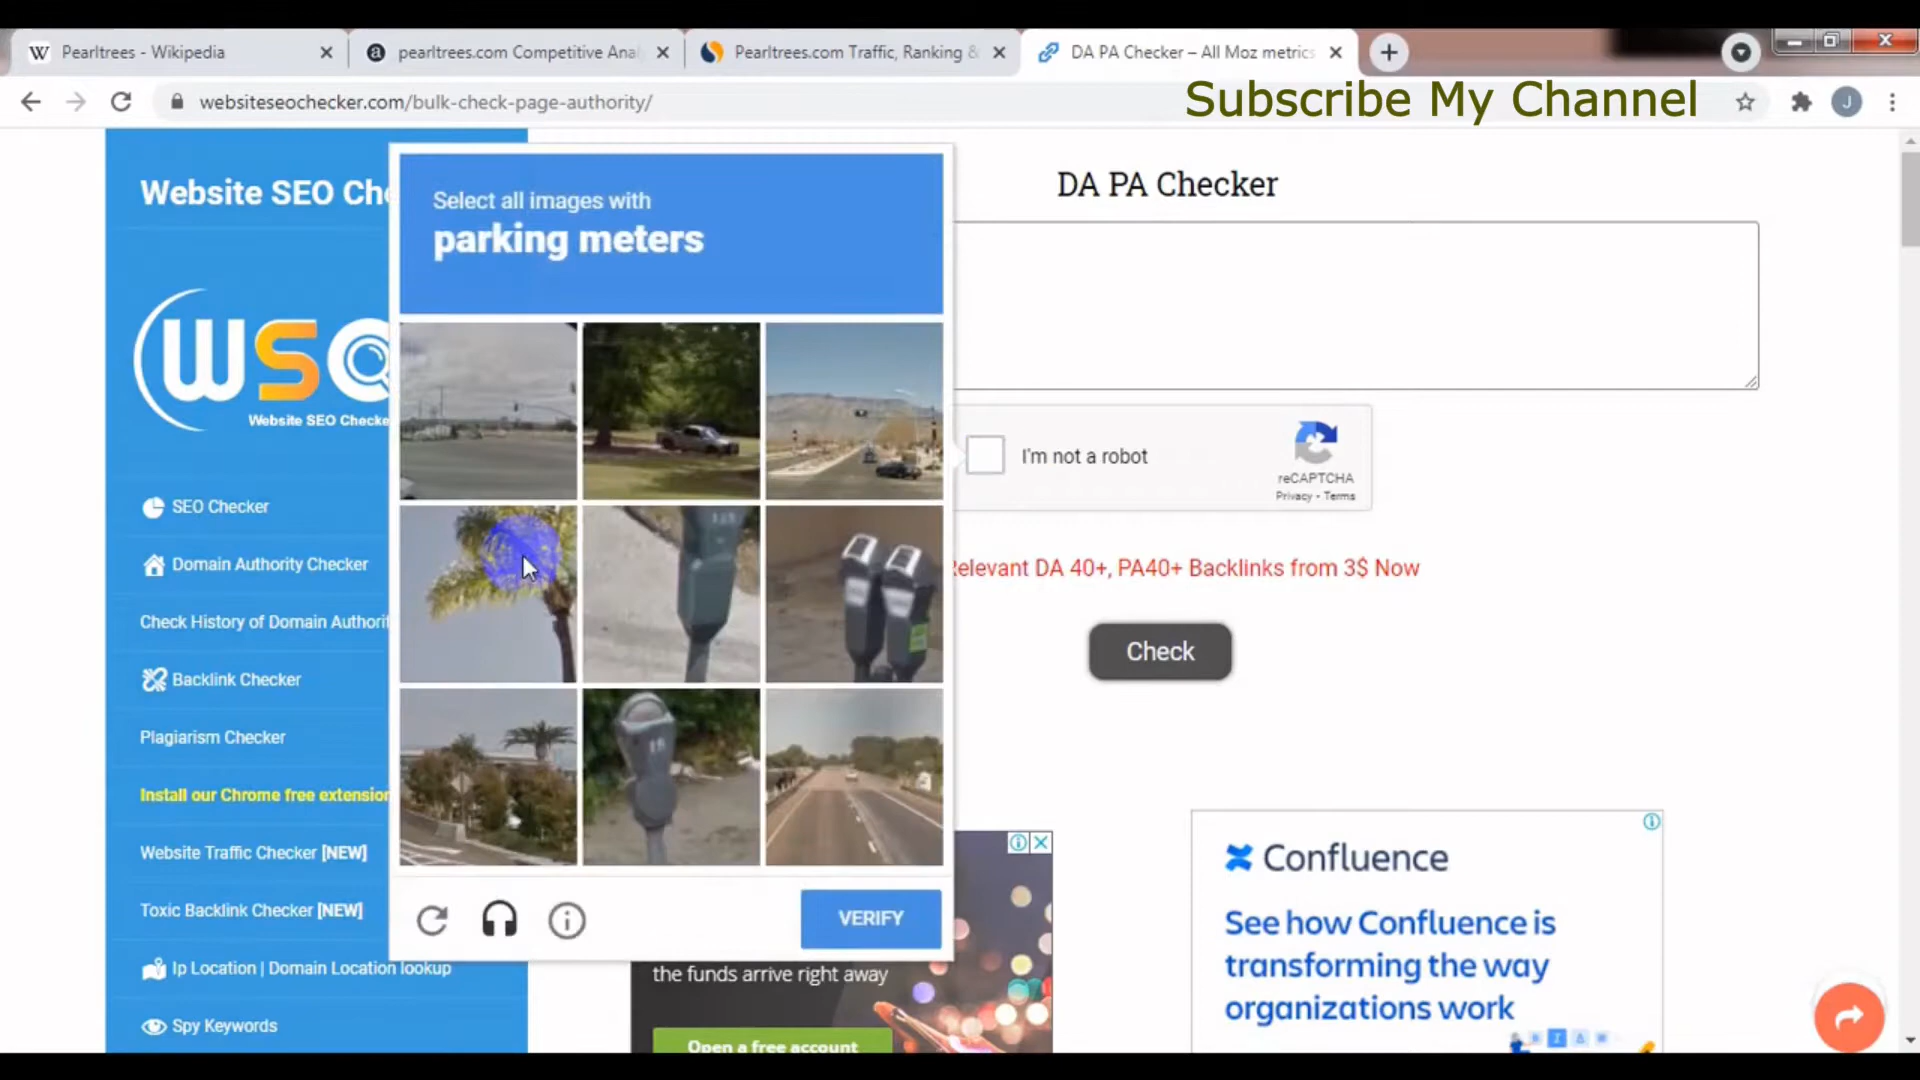 Pearltrees - Wikipedia
pearltrees.com Competitive Ana
Pearltrees.com Traffic, Ranking &
DA PA Checker – All Moz metrics
websiteseochecker.com/bulk-check-page-authority/
Subscribe My Channel
J
Website SEO Che
WSO
Website SEO Checke
SEO Checker
Domain Authority Checker
Check History of Domain Authorit
Backlink Checker
Plagiarism Checker
Install our Chrome free extension
Website Traffic Checker [NEW]
Toxic Backlink Checker [NEW]
Ip Location | Domain Location lookup
Spy Keywords
Select all images with
parking meters
VERIFY
DA PA Checker
I'm not a robot
reCAPTCHA
Privacy - Terms
Relevant DA 40+, PA40+ Backlinks from 3$ Now
Check
the funds arrive right away
Open a free account
Confluence
See how Confluence is
transforming the way
organizations work